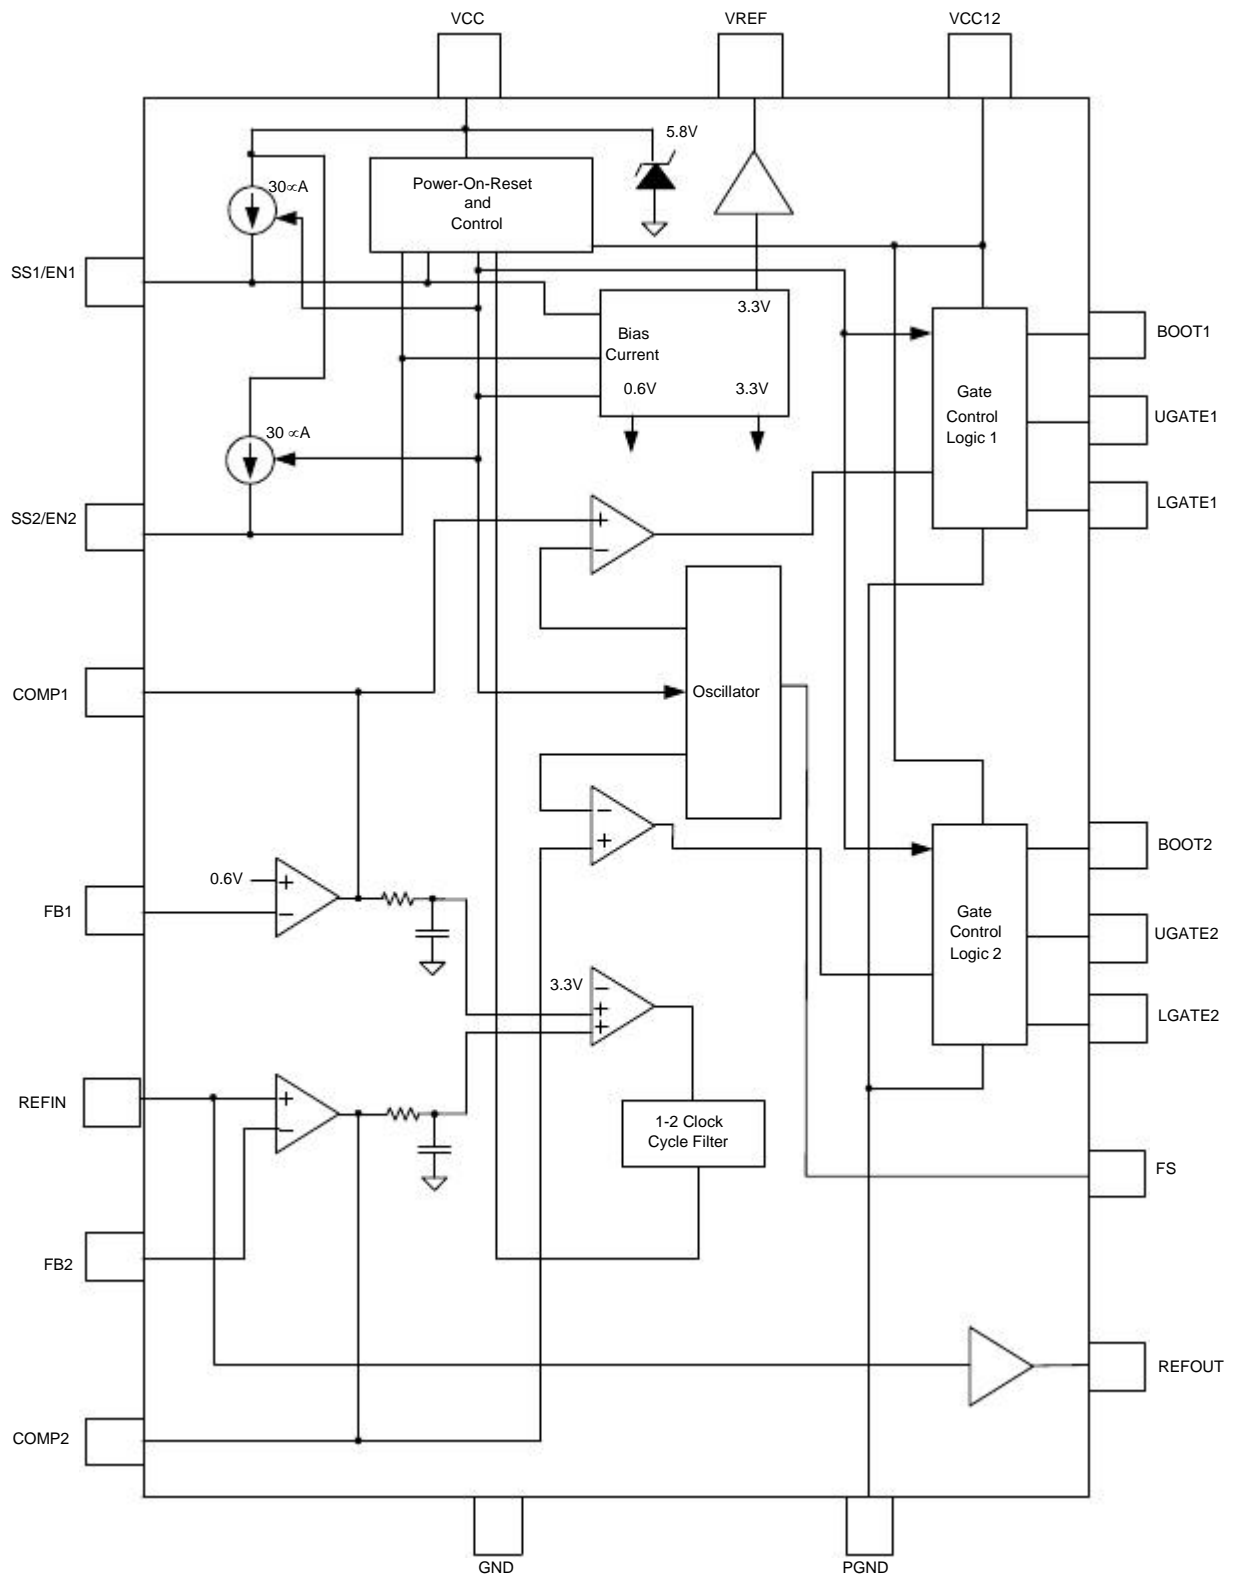 VCC
VREF
VCC12
5.8V
Power-On-Reset
and
Control
30∝A
SS1/EN1
3.3V
Bias
Current
0.6V
3.3V
BOOT1
Gate
Control
Logic 1
UGATE1
30 ∝A
LGATE1
SS2/EN2
+
−
COMP1
Oscillator
−
+
BOOT2
0.6V
+
−
FB1
Gate
Control
Logic 2
UGATE2
3.3V
−
+
+
LGATE2
REFIN
+
−
1-2 Clock
Cycle Filter
FS
FB2
REFOUT
COMP2
GND
PGND